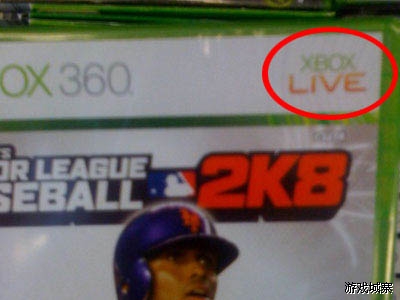 OX 360
XBOX
LIVE
OR LEAGUE
SEBALL 2K8
游戏城寨